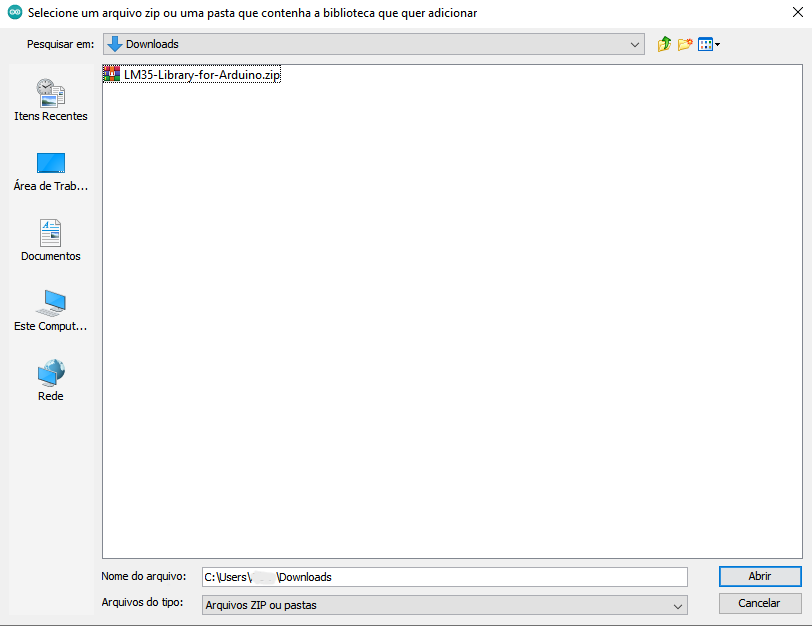 Selecione um arquivo zip ou uma pasta que contenha a biblioteca que quer adicionar
Pesquisar em: Downloads
LM35-Library-for-Arduino.zip
Itens Recentes
Área de Trab...
Documentos
Este Comput...
Rede
Nome do arquivo: C:\Users\ \Downloads Abrir
Arquivos do tipo: Arquivos ZIP ou pastas Cancelar